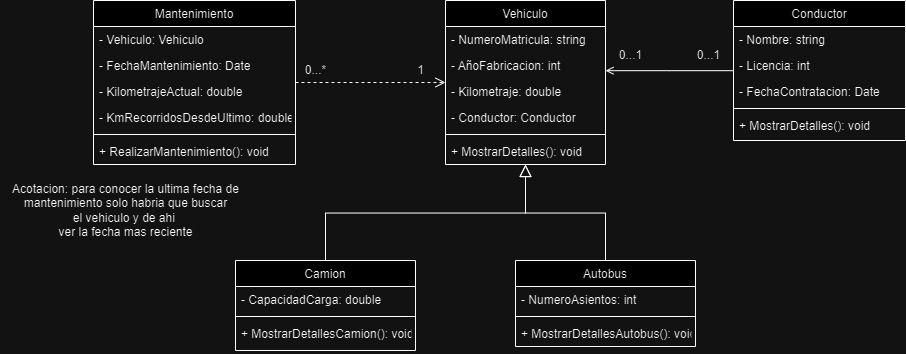 Mantenimiento
- Vehiculo: Vehiculo
- FechaMantenimiento: Date
- KilometrajeActual: double
- KmRecorridosDesdeUltimo: double
+ RealizarMantenimiento(): void
Acotacion: para conocer la ultima fecha de
mantenimiento solo habria que buscar
el vehiculo y de ahi
ver la fecha mas reciente
0...*
1
Vehiculo
- NumeroMatricula: string
- AñoFabricacion: int
- Kilometraje: double
- Conductor: Conductor
+ MostrarDetalles(): void
0...1
0...1
Conductor
- Nombre: string
- Licencia: int
- FechaContratacion: Date
+ MostrarDetalles(): void
Camion
- CapacidadCarga: double
+ MostrarDetallesCamion(): void
Autobus
- NumeroAsientos: int
+ MostrarDetallesAutobus(): void